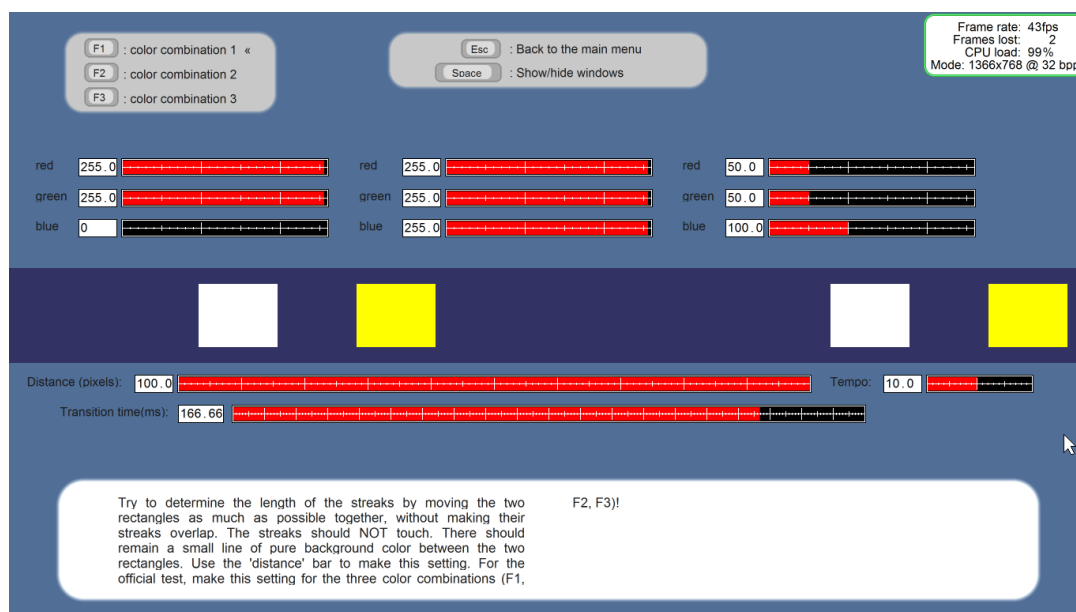 F1 : color combination 1 «
F2 : color combination 2
F3 : color combination 3
Esc : Back to the main menu
Space : Show/hide windows
Frame rate: 43fps
Frames lost: 2
CPU load: 99%
Mode: 1366x768 @ 32 bpp
red 255.0
green 255.0
blue 0
red 255.0
green 255.0
blue 255.0
red 50.0
green 50.0
blue 100.0
Distance (pixels): 100.0
Tempo: 10.0
Transition time(ms): 166.66
Try to determine the length of the streaks by moving the two
rectangles as much as possible together, without making their
streaks overlap. The streaks should NOT touch. There should
remain a small line of pure background color between the two
rectangles. Use the 'distance' bar to make this setting. For the
official test, make this setting for the three color combinations (F1,
F2, F3)!